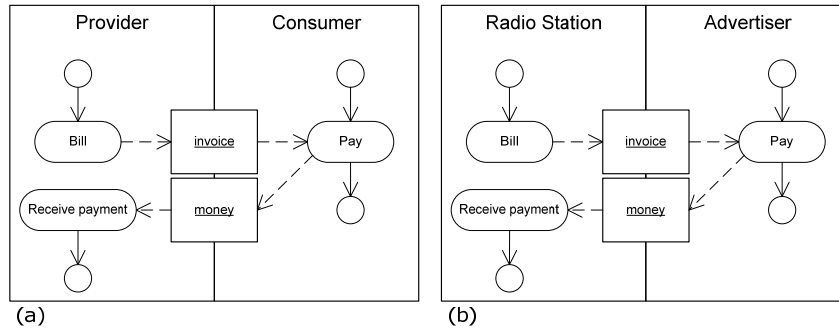 Provider
Consumer
Bill
invoice
Pay
Receive payment
money
(a)
Radio Station
Advertiser
Bill
invoice
Pay
Receive payment
money
(b)